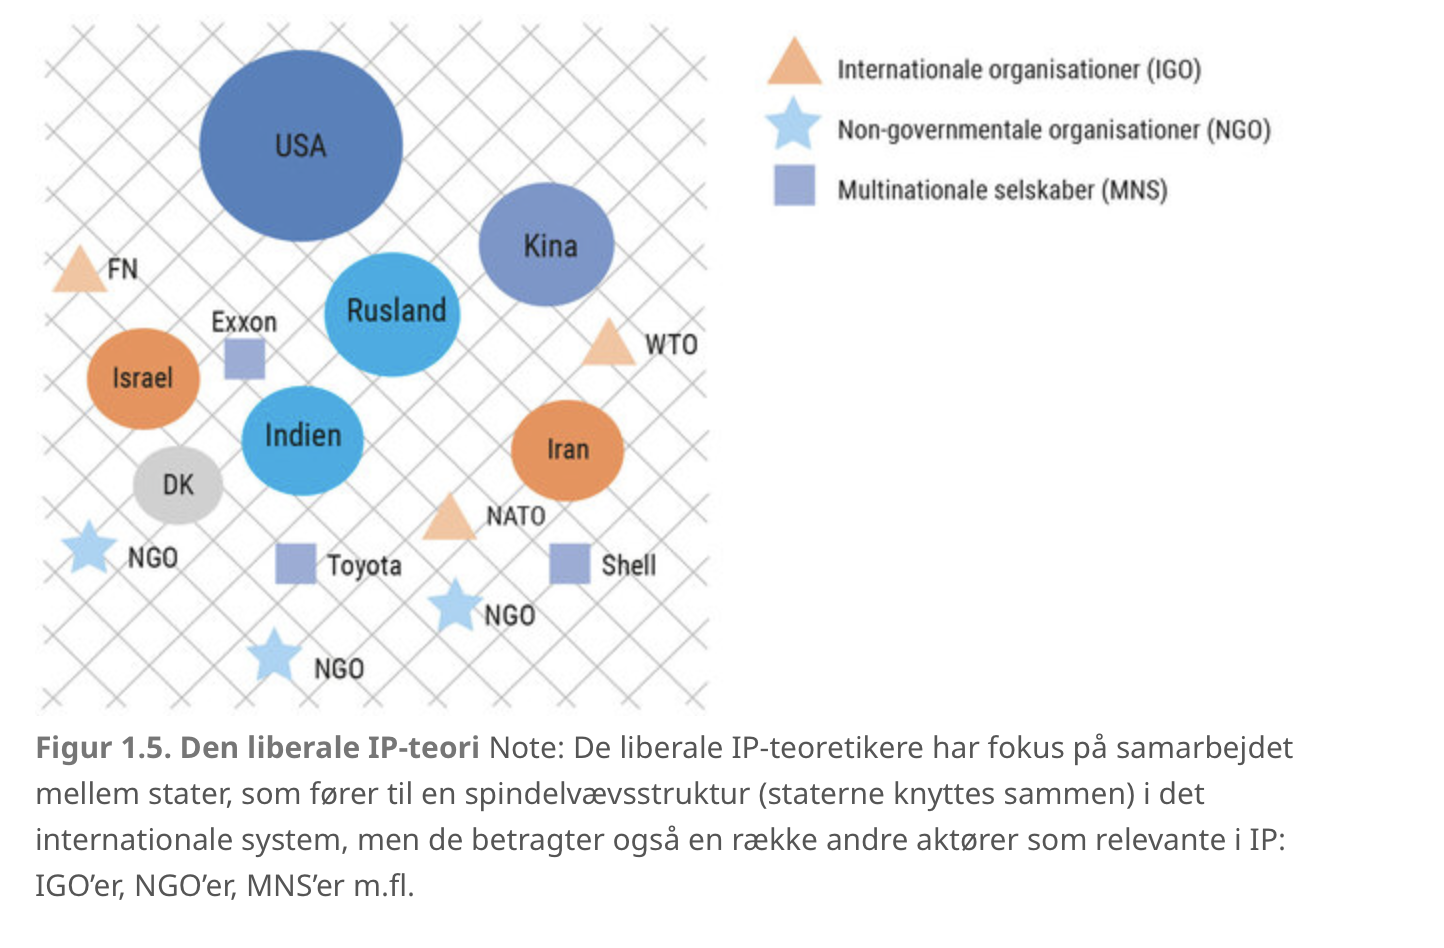 USA
Kina
FN
Rusland
Exxon
WTO
Israel
Indien
Iran
DK
NATO
NGO
Toyota
Shell
NGO
NGO
Internationale organisationer (IGO)
Non-governmentale organisationer (NGO)
Multinationale selskaber (MNS)
Figur 1.5. Den liberale IP-teori Note: De liberale IP-teoretikere har fokus på samarbejdet
mellem stater, som fører til en spindelvævsstruktur (staterne knyttes sammen) i det
internationale system, men de betragter også en række andre aktører som relevante i IP:
IGO’er, NGO’er, MNS’er m.fl.